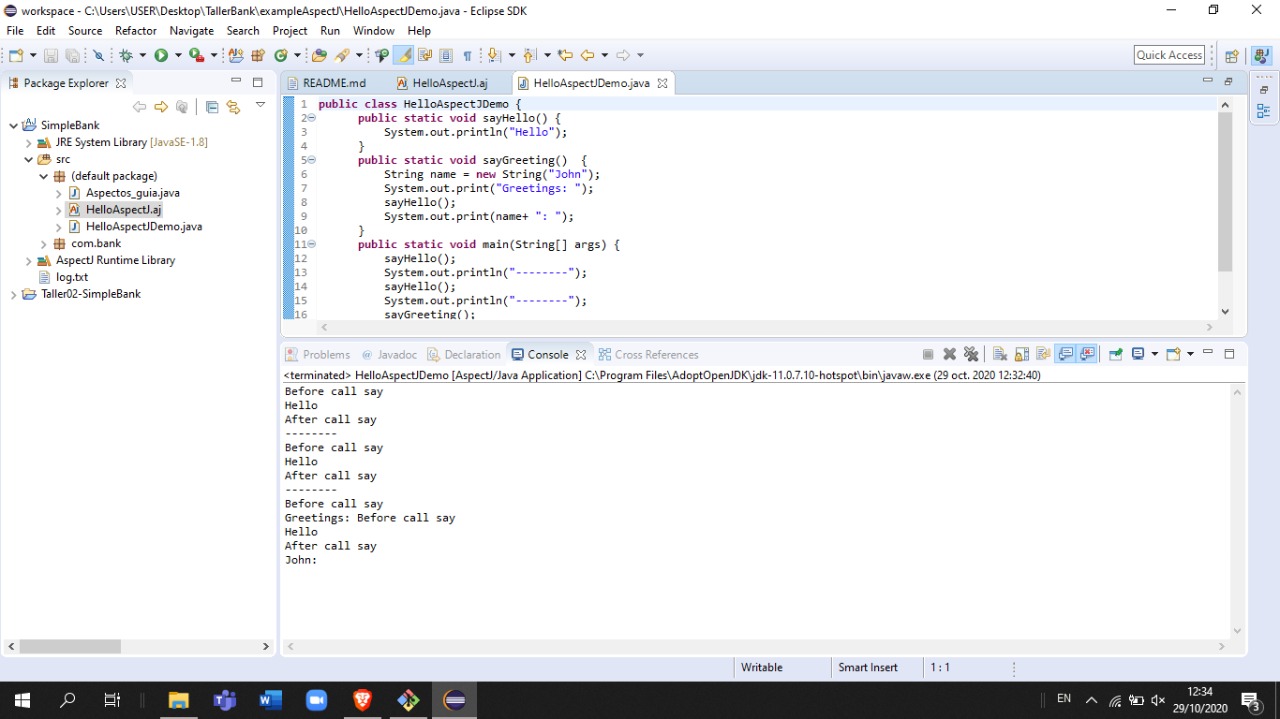 workspace - C:\Users\USER\Desktop\TallerBank\exampleAspectJ\HelloAspectJDemo.java - Eclipse SDK
File Edit Source Refactor Navigate Search Project Run Window Help
Quick Access
Package Explorer
SimpleBank
JRE System Library [JavaSE-1.8]
src
(default package)
Aspectos_guia.java
HelloAspectJ.aj
HelloAspectJDemo.java
com.bank
AspectJ Runtime Library
log.txt
Taller02-SimpleBank
README.md HelloAspectJ.aj HelloAspectJDemo.java
1 public class HelloAspectJDemo {
2 public static void sayHello() {
3 System.out.println("Hello");
4 }
5 public static void sayGreeting() {
6 String name = new String("John");
7 System.out.print("Greetings: ");
8 sayHello();
9 System.out.print(name+ ": ");
10 }
11 public static void main(String[] args) {
12 sayHello();
13 System.out.println("--------");
14 sayHello();
15 System.out.println("--------");
16 sayGreeting();
Problems @ Javadoc Declaration Console Cross References
<terminated> HelloAspectJDemo [AspectJ/Java Application] C:\Program Files\AdoptOpenJDK\jdk-11.0.7.10-hotspot\bin\javaw.exe (29 oct. 2020 12:32:40)
Before call say
Hello
After call say
--------
Before call say
Hello
After call say
--------
Before call say
Greetings: Before call say
Hello
After call say
John:
Writable Smart Insert 1 : 1
EN 12:34
29/10/2020 3